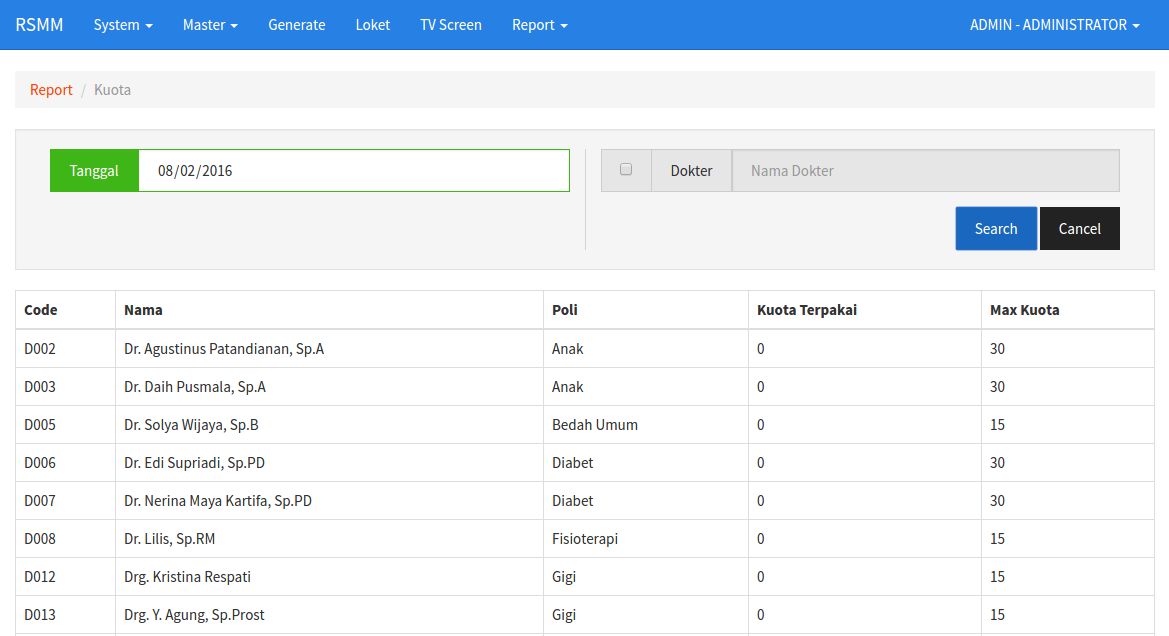 RSMM System Master Generate Loket TV Screen Report ADMIN - ADMINISTRATOR
Report / Kuota
Tanggal 08/02/2016 Dokter Nama Dokter
Search Cancel
Code Nama Poli Kuota Terpakai Max Kuota
D002 Dr. Agustinus Patandianan, Sp.A Anak 0 30
D003 Dr. Daih Pusmala, Sp.A Anak 0 30
D005 Dr. Solya Wijaya, Sp.B Bedah Umum 0 15
D006 Dr. Edi Supriadi, Sp.PD Diabet 0 30
D007 Dr. Nerina Maya Kartifa, Sp.PD Diabet 0 30
D008 Dr. Lilis, Sp.RM Fisioterapi 0 15
D012 Drg. Kristina Respati Gigi 0 15
D013 Drg. Y. Agung, Sp.Prost Gigi 0 15